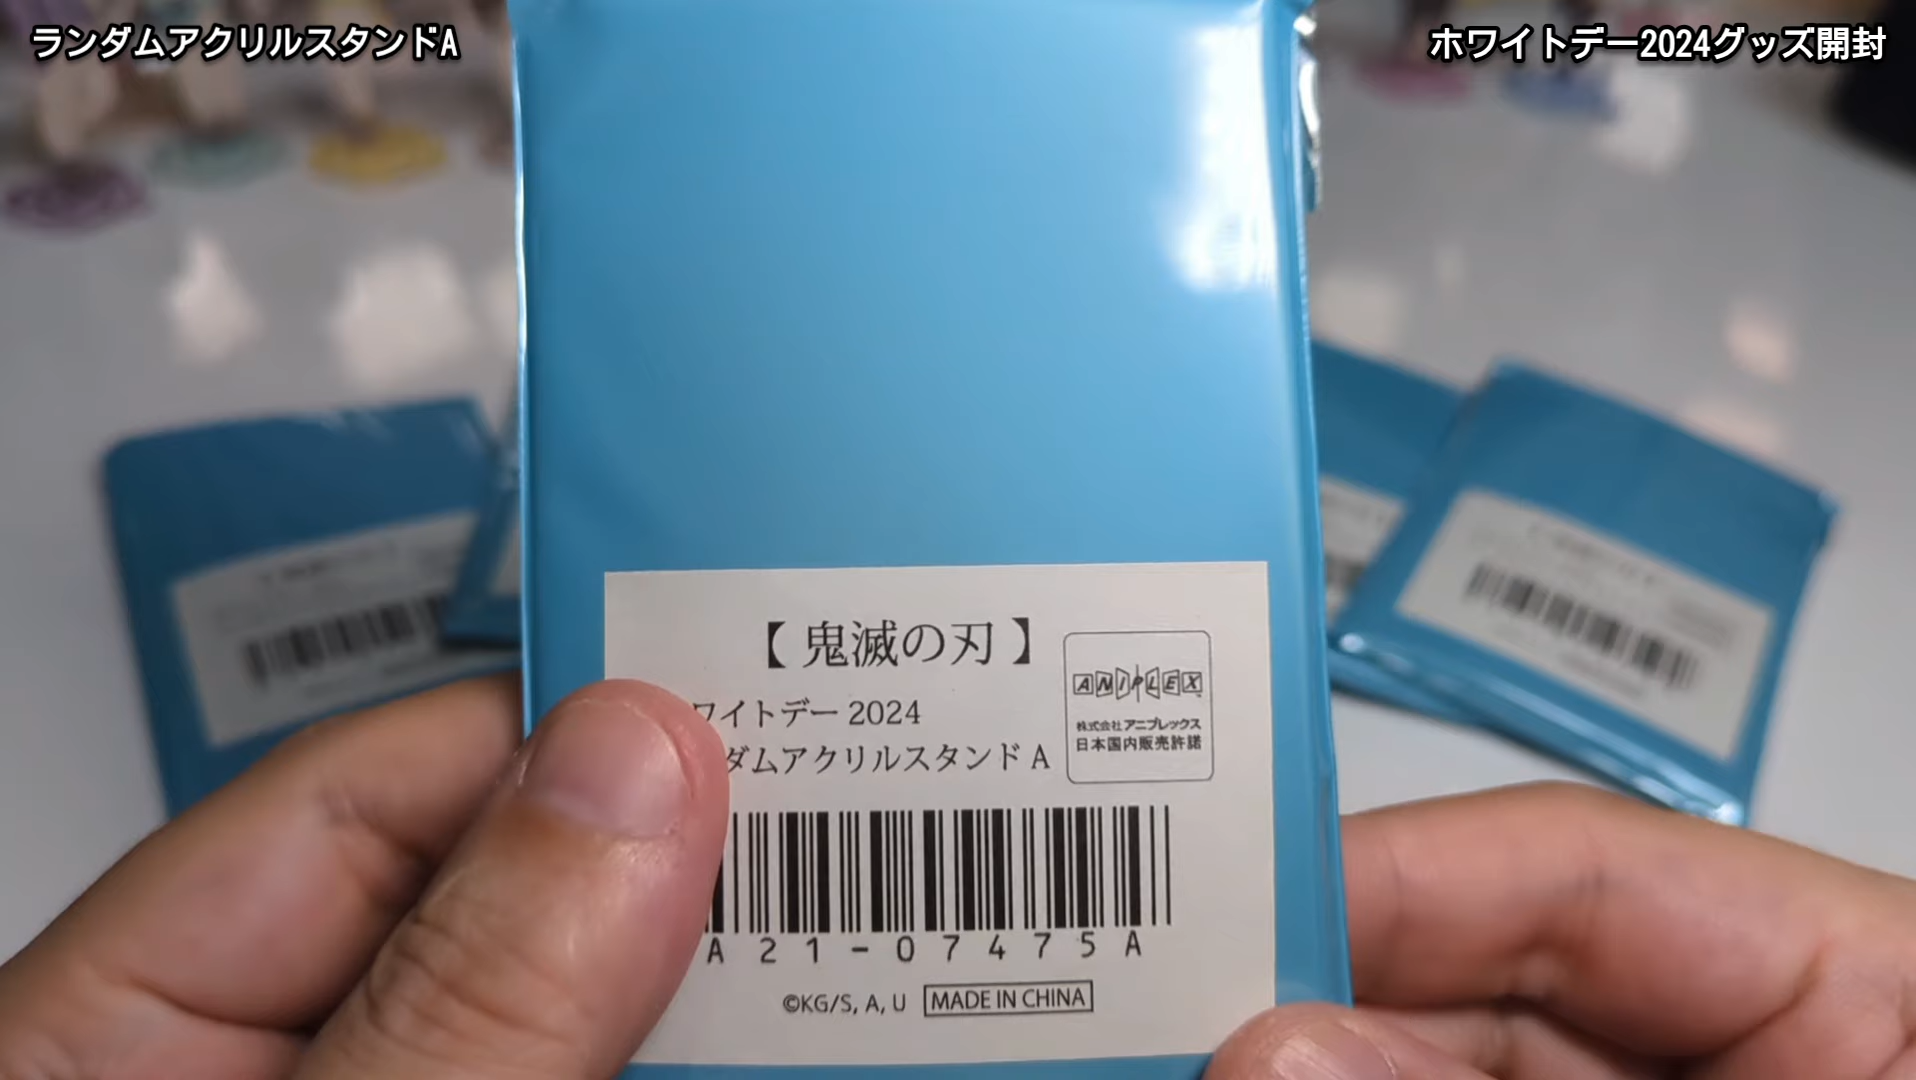 ランダムアクリルスタンドA
ホワイトデー2024グッズ開封
【 鬼滅の刃 】
ワイトデー 2024
ダムアクリルスタンド A
ANIPLEX
株式会社 アニプレックス
日本国内販売許諾
A21-07475A
©KG/S, A, U MADE IN CHINA